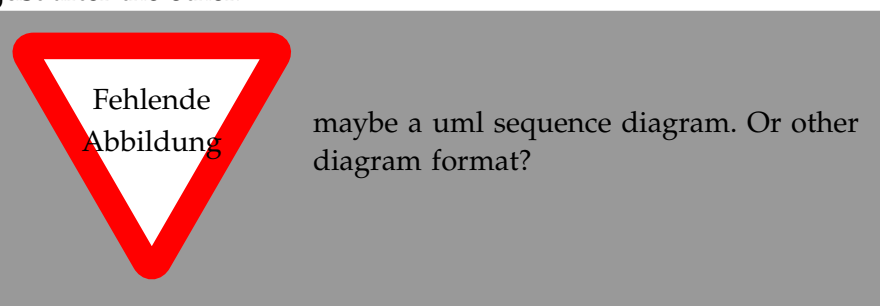 Fehlende
Abbildung
maybe a uml sequence diagram. Or other
diagram format?